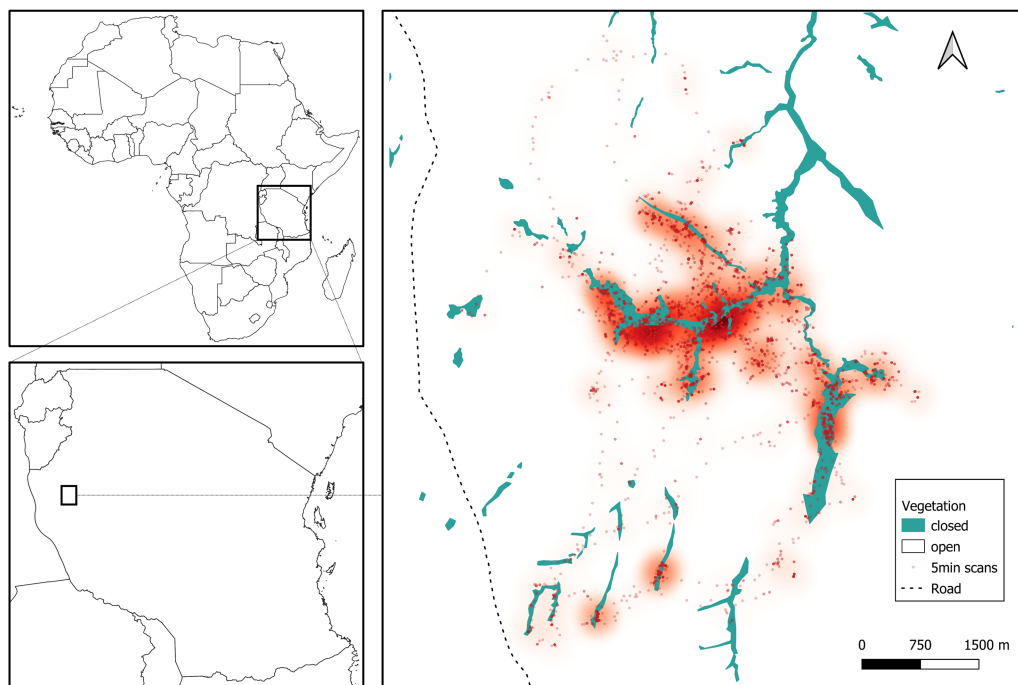 Vegetation
closed
open
5min scans
Road
0 750 1500 m